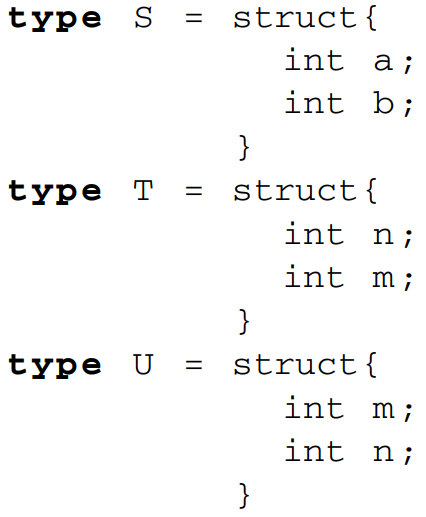 type S = struct{
int a;
int b;
}
type T = struct{
int n;
int m;
}
type U = struct{
int m;
int n;
}